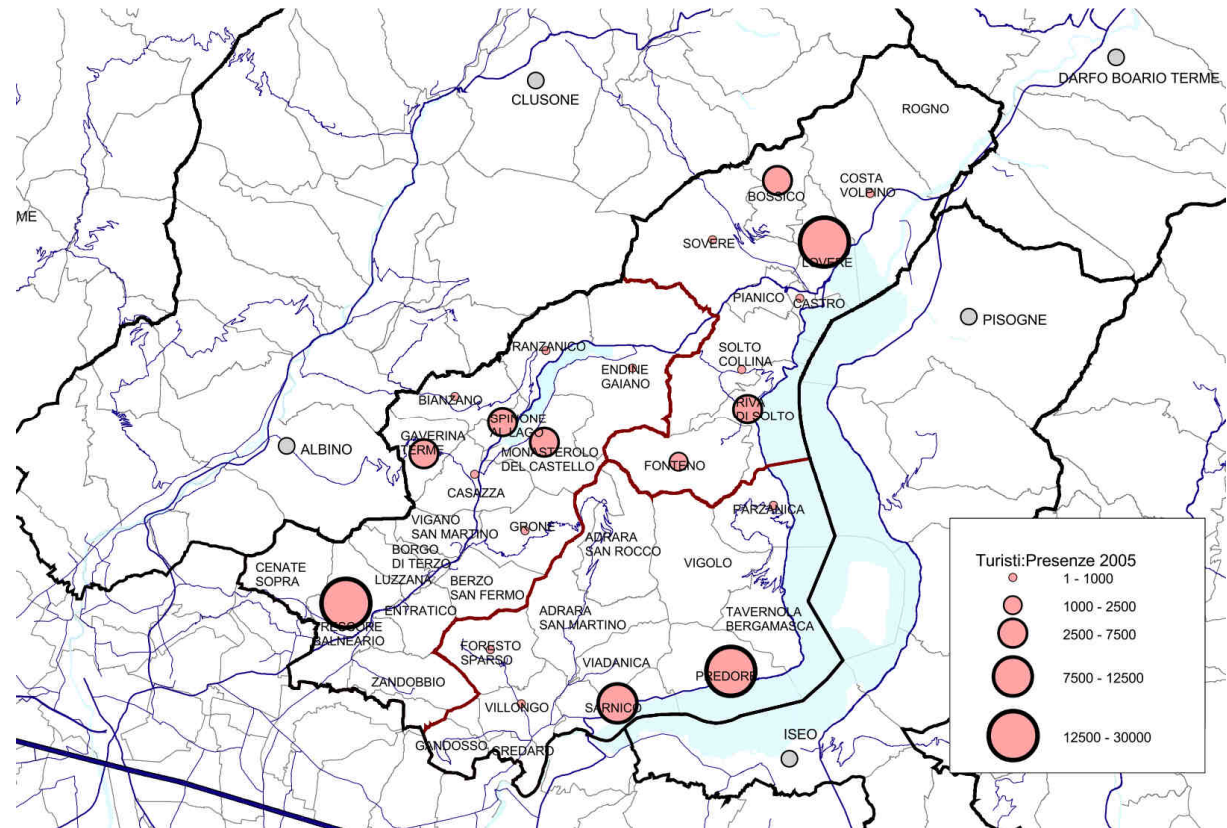 CLUSONE
DARFO BOARIO TERME
ROGNO
COSTA
VOLPINO
BOSSICO
ME
SOVERE
LOVERE
PIANICO
CASTRO
PISOGNE
RANZANICO
SOLTO
COLLINA
ENDINE
GAIANO
BIANZANO
RIVA
DI SOLTO
SPINONE
AL LAGO
GAVERINA
TERME
ALBINO
MONASTEROLO
DEL CASTELLO
FONTENO
CASAZZA
PARZANICA
VIGANO
SAN MARTINO
GRONE
ADRARA
SAN ROCCO
BORGO
DI TERZO
VIGOLO
CENATE
SOPRA
LUZZANA
BERZO
SAN FERMO
ENTRATICO
ADRARA
SAN MARTINO
TAVERNOLA
BERGAMASCA
TRESCORE
BALNEARIO
FORESTO
SPARSO
VIADANICA
PREDORE
ZANDOBBIO
VILLONGO
SARNICO
GANDOSSO
CREDARO
ISEO
Turisti:Presenze 2005
1 - 1000
1000 - 2500
2500 - 7500
7500 - 12500
12500 - 30000